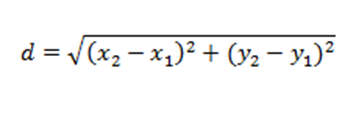 d = √(x₂ − x₁)² + (y₂ − y₁)²